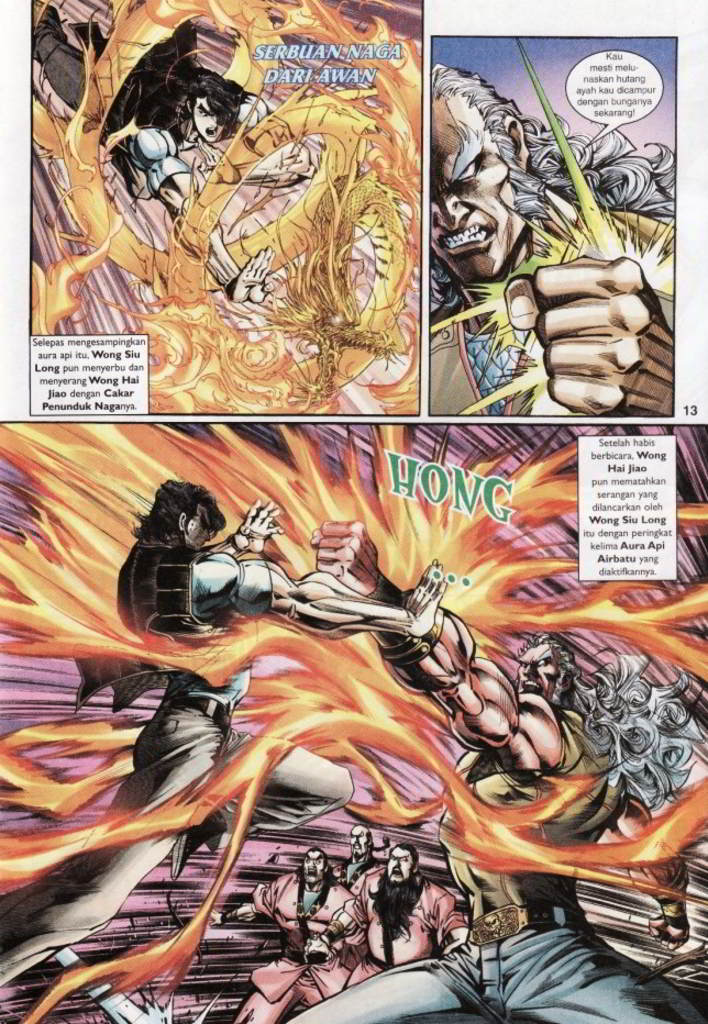 SERBUAN NAGA
DARI AWAN
Selepas mengesampingkan
aura api itu, Wong Siu
Long pun menyerbu dan
menyerang Wong Hai
Jiao dengan Cakar
Penunduk Naganya.
Kau
mesti melu-
naskan hutang
ayah kau dicampur
dengan bunganya
sekarang!
13
HONG
...
Setelah habis
berbicara, Wong
Hai Jiao
pun mematahkan
serangan yang
dilancarkan oleh
Wong Siu Long
itu dengan peringkat
kelima Aura Api
Airbatu yang
diaktifkannya.